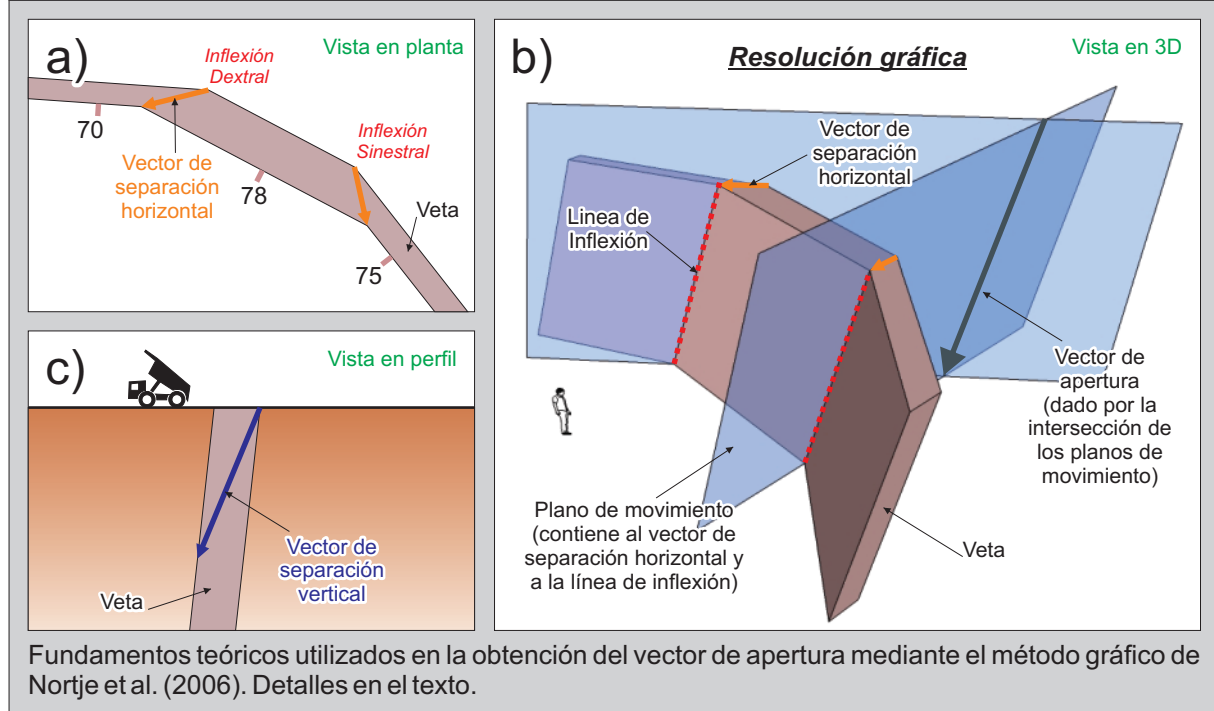 a)
Vista en planta
Inflexión
Dextral
Inflexión
Sinestral
70
78
75
Vector de
separación
horizontal
Veta
b)
Resolución gráfica
Vista en 3D
Vector de
separación
horizontal
Linea de
Inflexión
Vector de
apertura
(dado por la
intersección de
los planos de
movimiento)
Plano de movimiento
(contiene al vector de
separación horizontal y
a la línea de inflexión)
Veta
c)
Vista en perfil
Vector de
separación
vertical
Veta
Fundamentos teóricos utilizados en la obtención del vector de apertura mediante el método gráfico de
Nortje et al. (2006). Detalles en el texto.